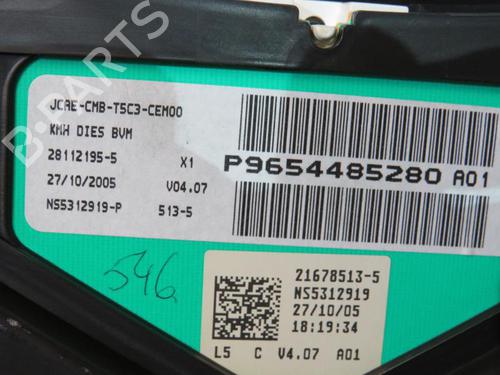 JCAE-CMB-T5C3-CEM00
KMH DIES BVM
28112195-5 X1
27/10/2005 V04.07
NS5312919-P 513-5
P9654485280 A01
546
21678513-5
NS5312919
27/10/05
18:19:34
L5 C V4.07 A01
B-PARTS